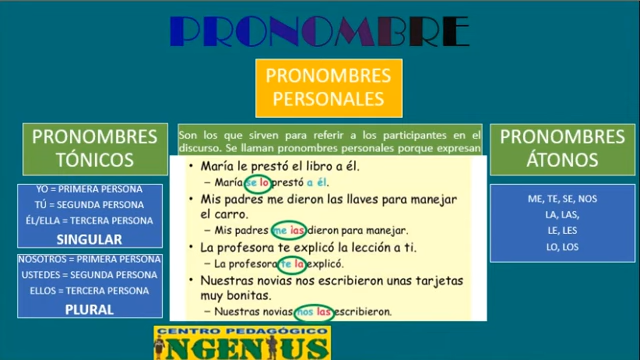 PRONOMBRE
PRONOMBRES
PERSONALES
PRONOMBRES
TÓNICOS
Son los que sirven para referir a los participantes en el
discurso. Se llaman pronombres personales porque expresan
PRONOMBRES
ÁTONOS
YO = PRIMERA PERSONA
TÚ = SEGUNDA PERSONA
ÉL/ELLA = TERCERA PERSONA
SINGULAR
NOSOTROS = PRIMERA PERSONA
USTEDES = SEGUNDA PERSONA
ELLOS = TERCERA PERSONA
PLURAL
• María le prestó el libro a él.
– María se lo prestó a él.
• Mis padres me dieron las llaves para manejar
el carro.
– Mis padres me las dieron para manejar.
• La profesora te explicó la lección a ti.
– La profesora te la explicó.
• Nuestras novias nos escribieron unas tarjetas
muy bonitas.
– Nuestras novias nos las escribieron.
ME, TE, SE, NOS
LA, LAS,
LE, LES
LO, LOS
CENTRO PEDAGÓGICO
INGENIUS